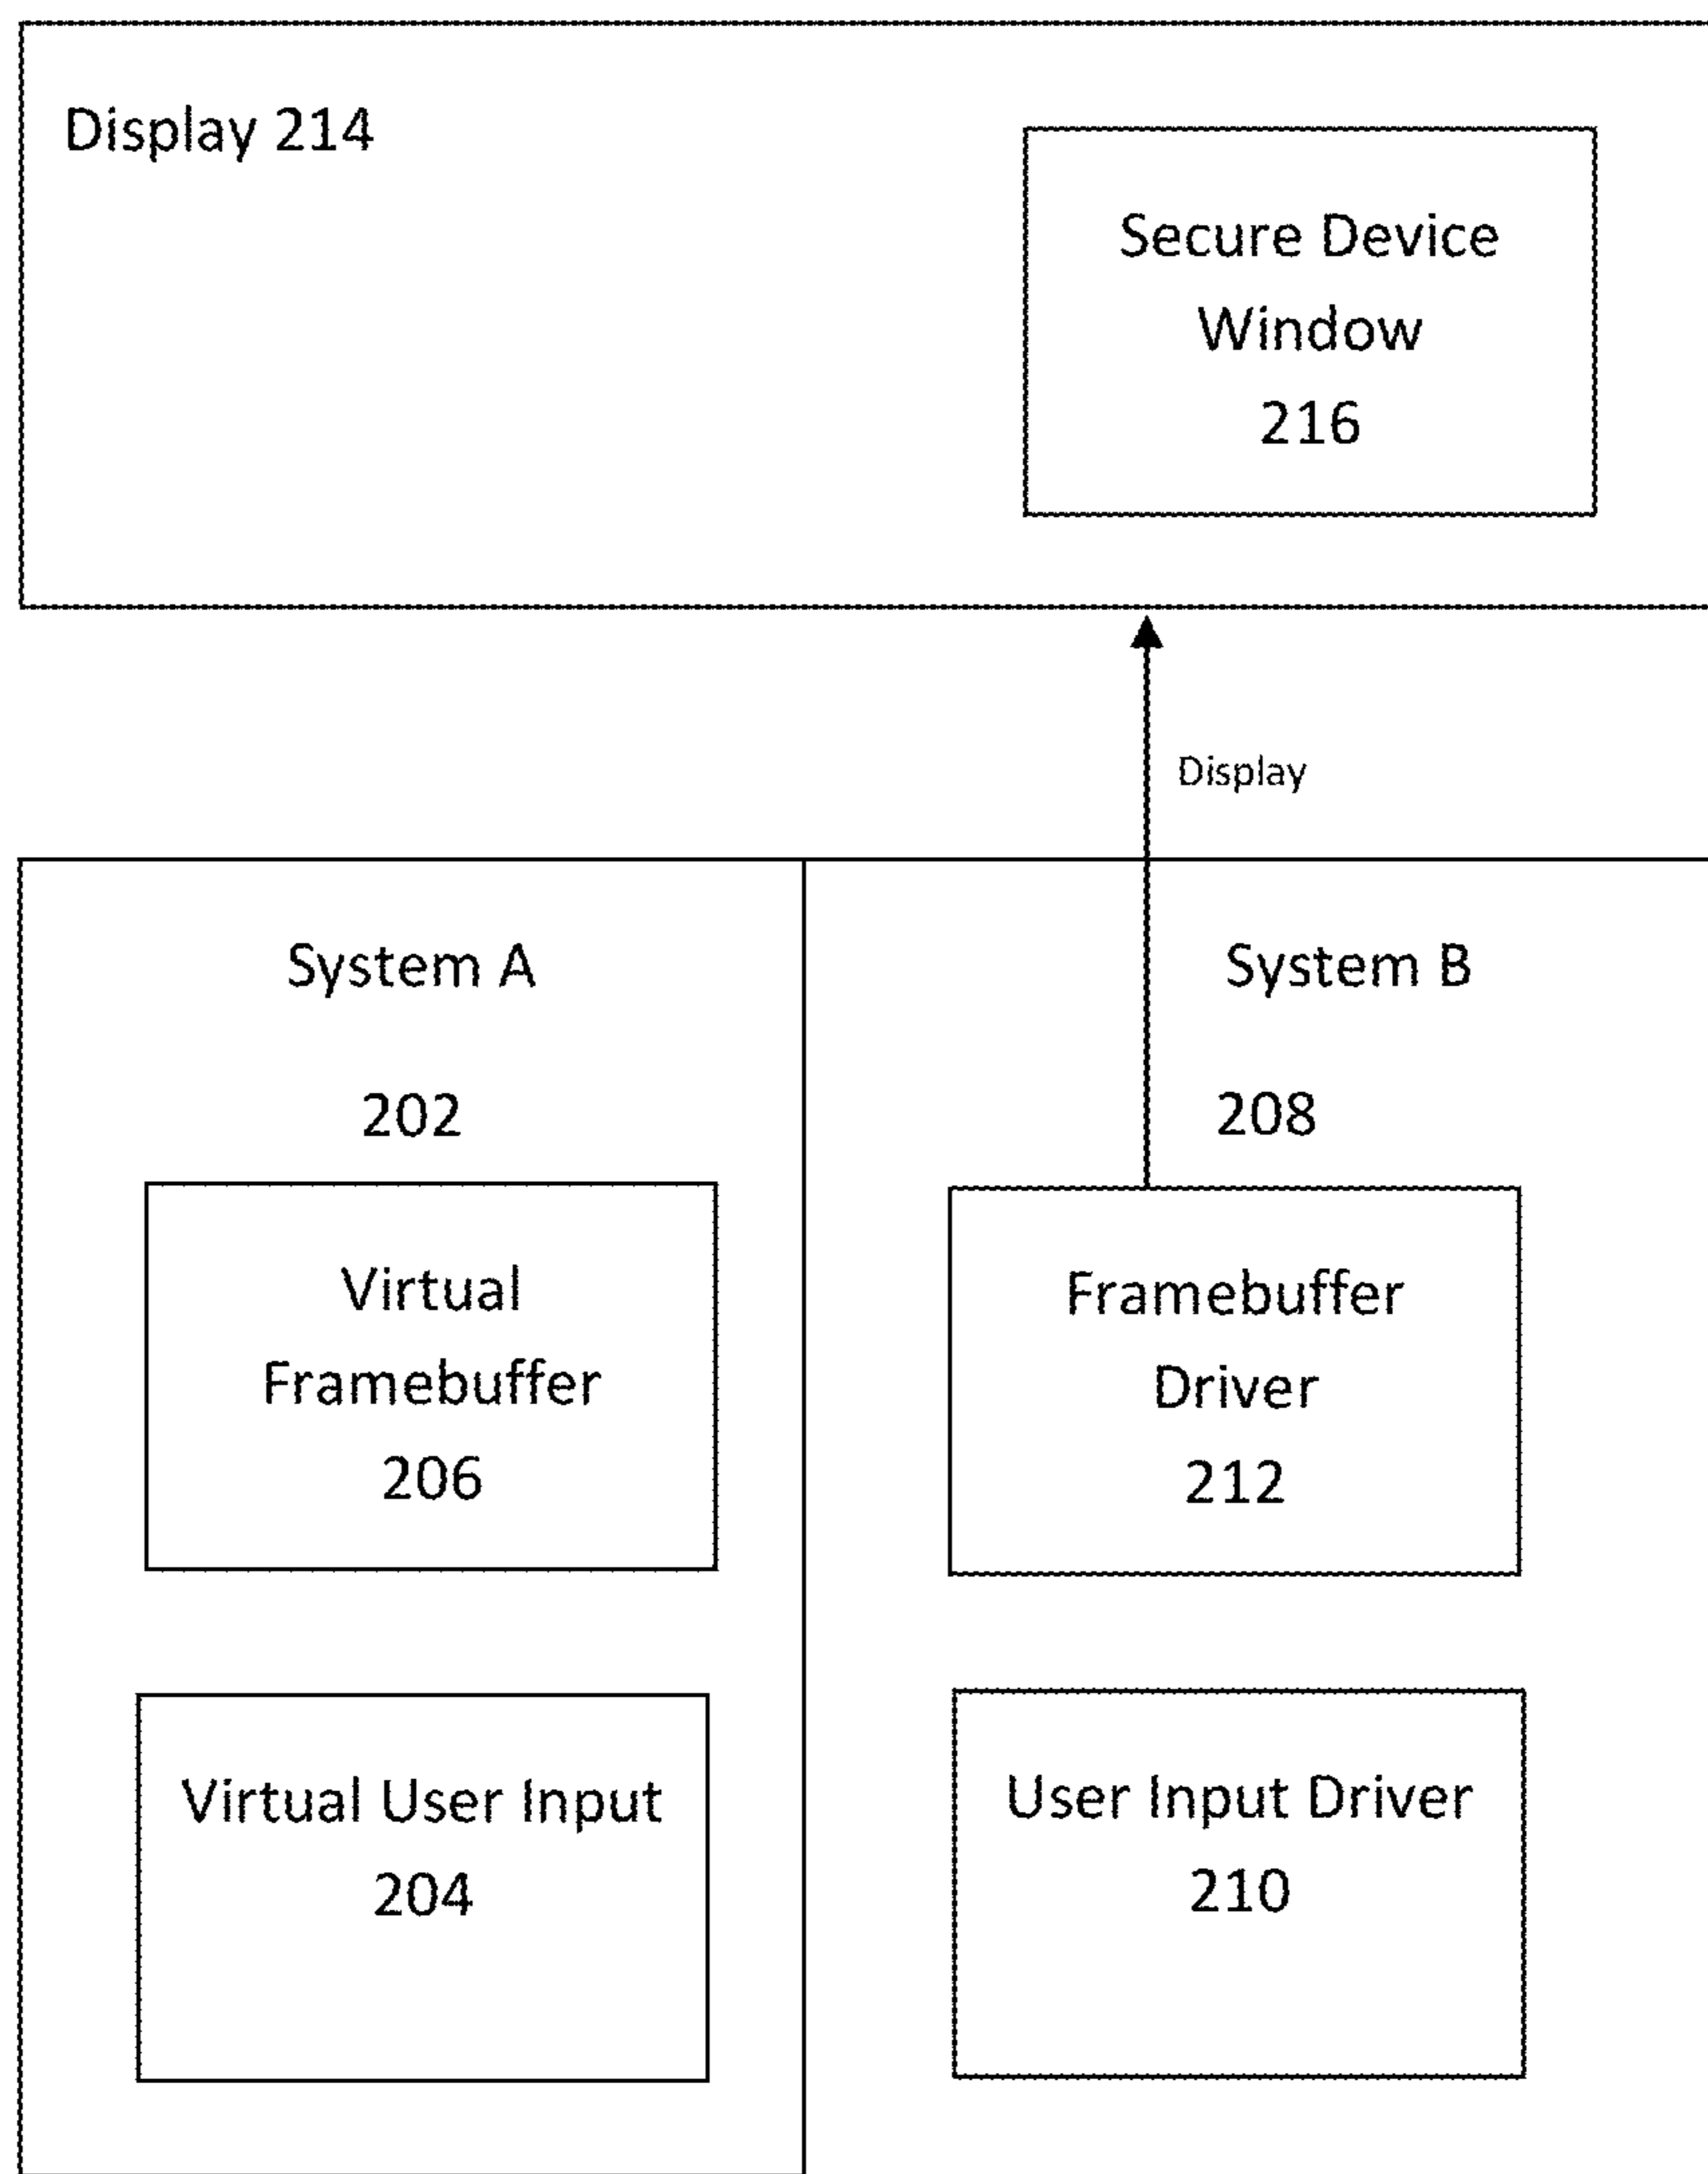 Display 214
Secure Device
Window
216
Display
System A
202
Virtual
Framebuffer
206
Virtual User Input
204
System B
208
Framebuffer
Driver
212
User Input Driver
210